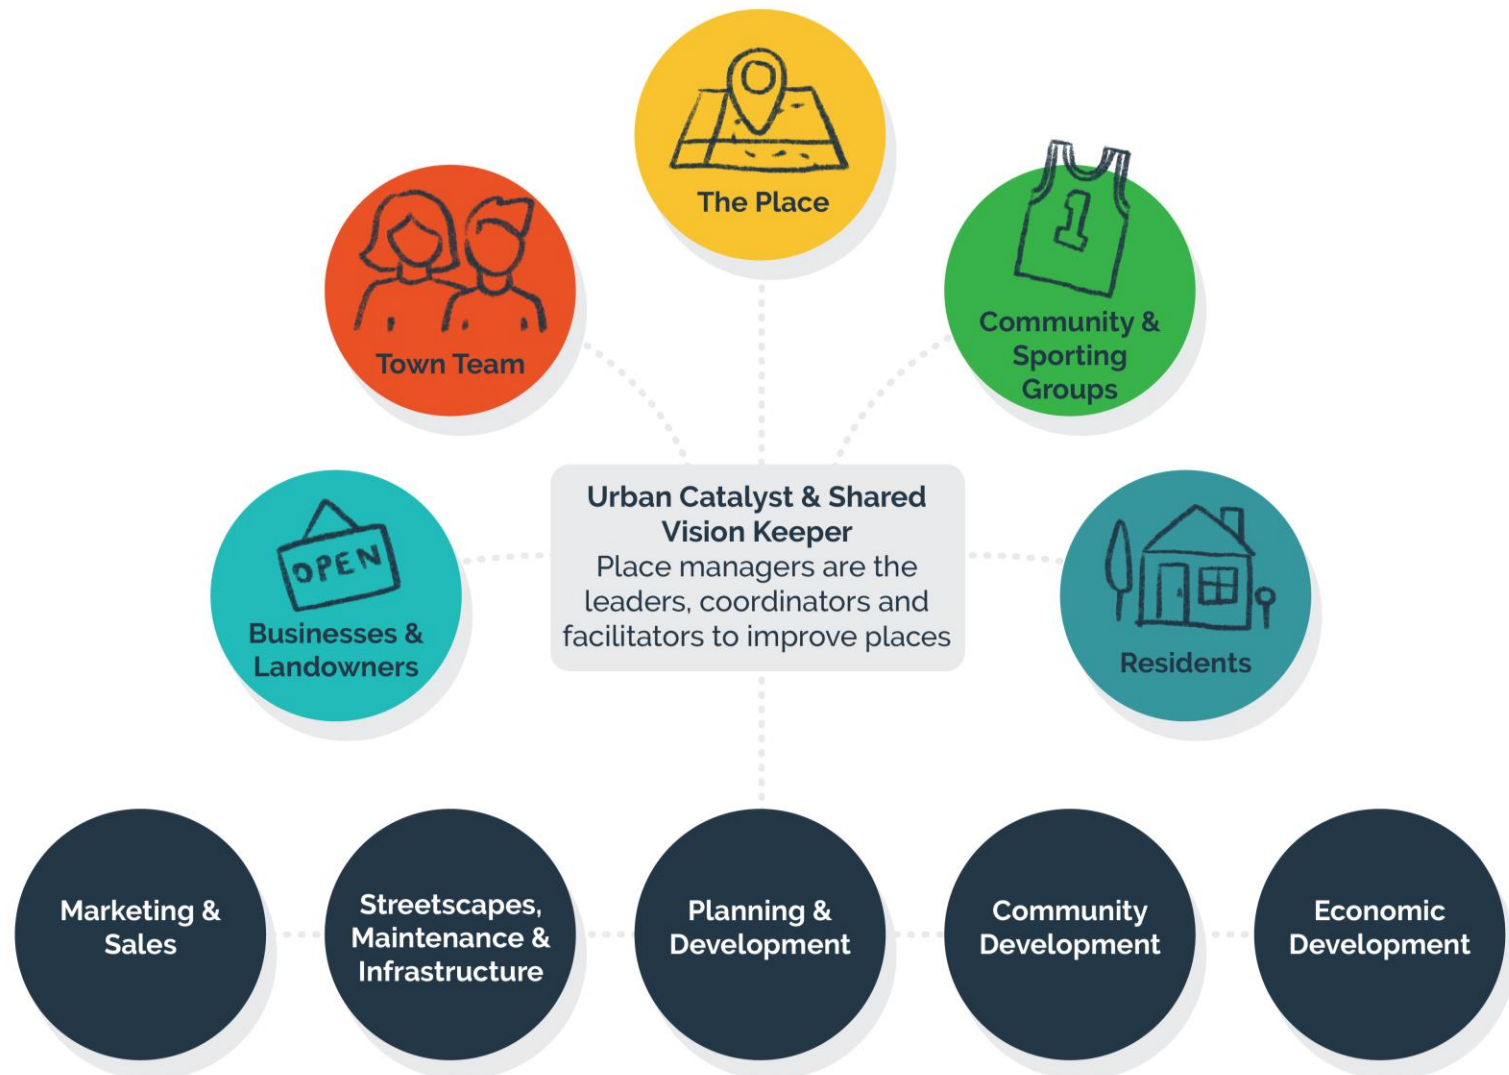 The Place
1
Community &
Sporting
Groups
Town Team
Urban Catalyst & Shared
Vision Keeper
Place managers are the
leaders, coordinators and
facilitators to improve places
OPEN
Businesses &
Landowners
Residents
Marketing &
Sales
Streetscapes,
Maintenance &
Infrastructure
Planning &
Development
Community
Development
Economic
Development